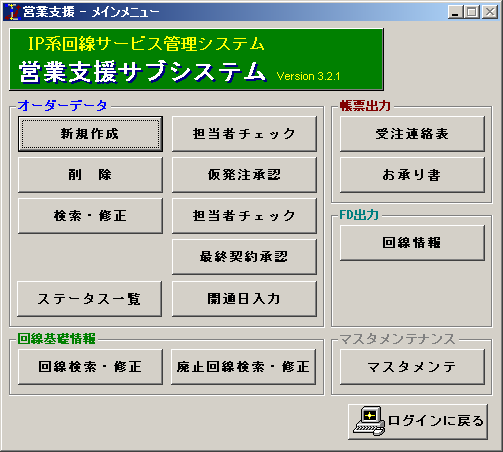 営業支援 - メインメニュー
IP系回線サービス管理システム
営業支援サブシステム Version 3.2.1
オーダーデータ
新規作成
担当者チェック
削 除
仮発注承認
検索・修正
担当者チェック
最終契約承認
ステータス一覧
開通日入力
帳票出力
受注連絡表
お承り書
FD出力
回線情報
回線基礎情報
回線検索・修正
廃止回線検索・修正
マスタメンテナンス
マスタメンテ
ログインに戻る